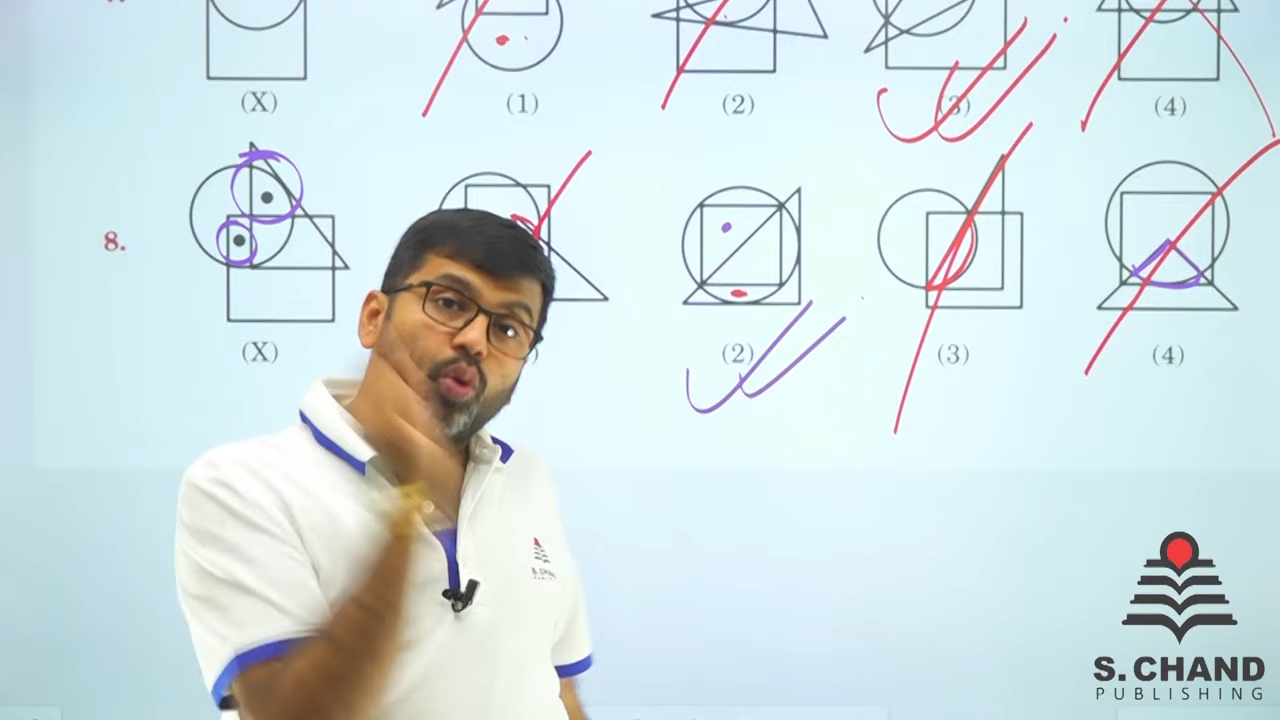 (X) (1) (2) (3) (4)
8.
(X) (2) (3) (4)
S. CHAND
PUBLISHING